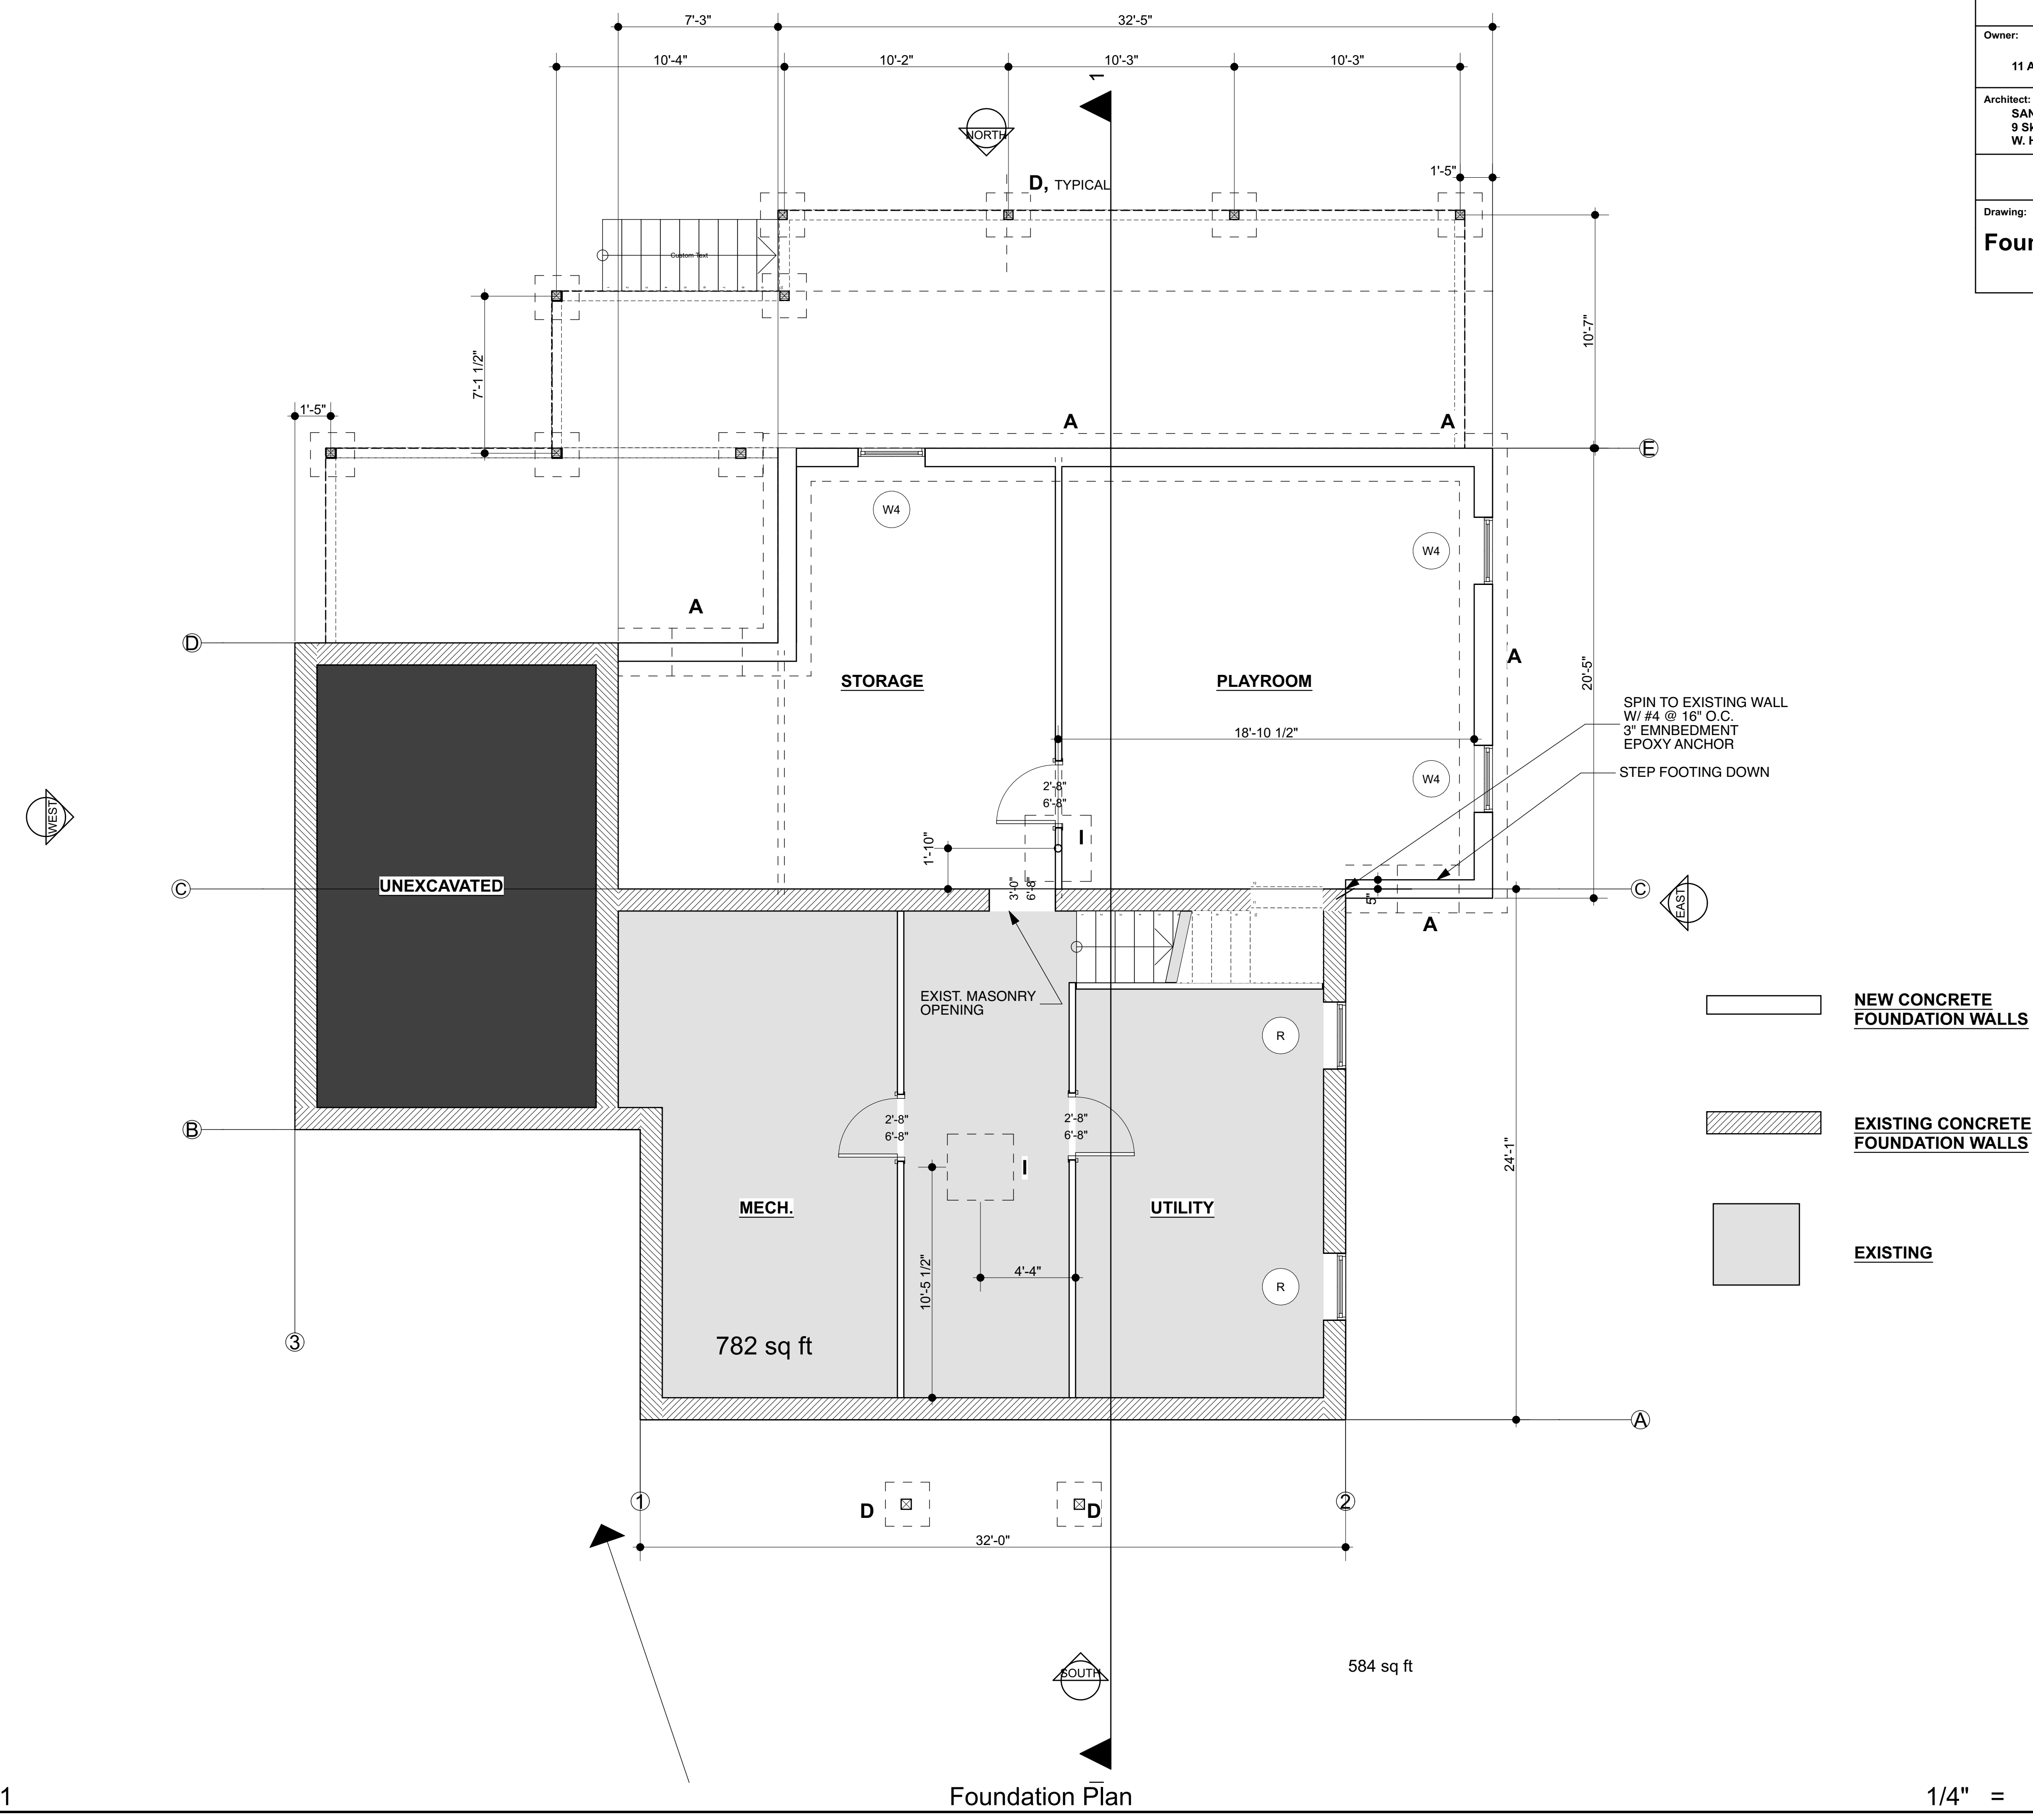 7'-3"
32'-5"
10'-4"
10'-2"
10'-3"
10'-3"
1
NORTH
D, TYPICAL
1'-5"
Owner:
11 A
Architect:
SAN
9 Sk
W. H
Drawing:
Four
Custom Text
10'-7"
7'-1 1/2"
1'-5"
A
A
E
W4
W4
A
D
STORAGE
PLAYROOM
A
20'-5"
SPIN TO EXISTING WALL
W/ #4 @ 16" O.C.
3" EMNBEDMENT
EPOXY ANCHOR
STEP FOOTING DOWN
18'-10 1/2"
W4
2'-8"
6'-8"
WEST
1'-10"
I
UNEXCAVATED
C
3'-0"
6'-8"
5"
C
EAST
A
EXIST. MASONRY
OPENING
NEW CONCRETE
FOUNDATION WALLS
R
2'-8"
6'-8"
2'-8"
6'-8"
B
EXISTING CONCRETE
FOUNDATION WALLS
24'-1"
I
MECH.
UTILITY
EXISTING
10'-5 1/2"
4'-4"
R
782 sq ft
3
A
1
D
D
2
32'-0"
584 sq ft
SOUTH
1
Foundation Plan
1/4" =